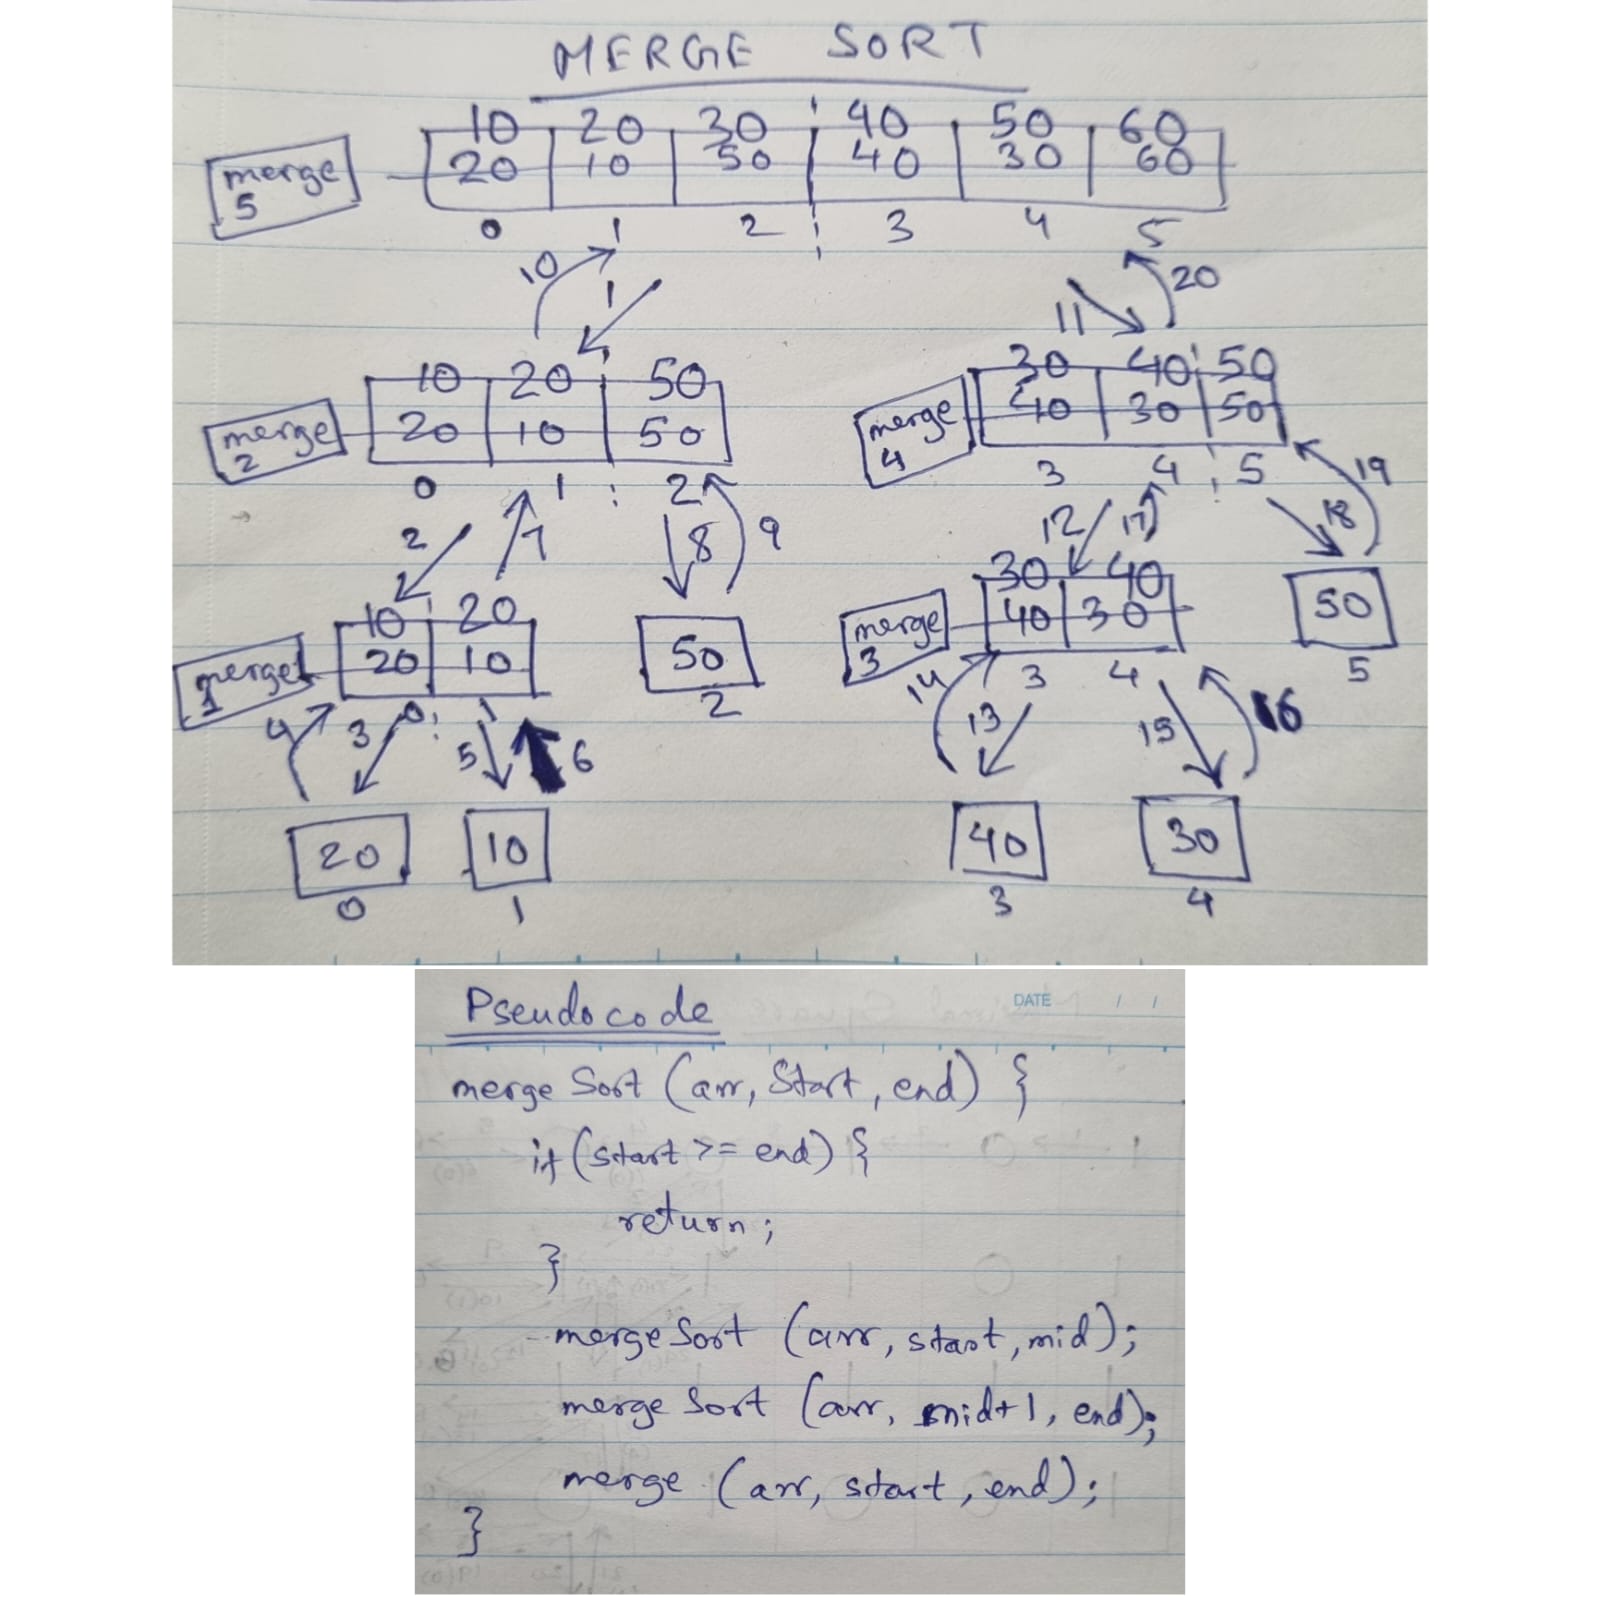 MERGE SORT
10 20 30 40 50 60
merge 20 10 50 40 30 60
5
0 1 2 3 4 5
10 1 11 20
10 20 50 30 40 50
merge 20 10 50 merge 40 30 50
2 4
0 1 2 3 4 5
2 7 8 9 12 17 18 19
10 20 30 40
merge 20 10 50 merge 40 30 50
1 2 3 5
0 1 3 4
4 3 5 6 14 13 15 16
20 10 40 30
0 1 3 4
Pseudocode
DATE / /
merge Sort (arr, Start, end) {
if (start >= end) {
return;
}
merge Sort (arr, start, mid);
merge Sort (arr, mid+1, end);
merge (arr, start, end);
}